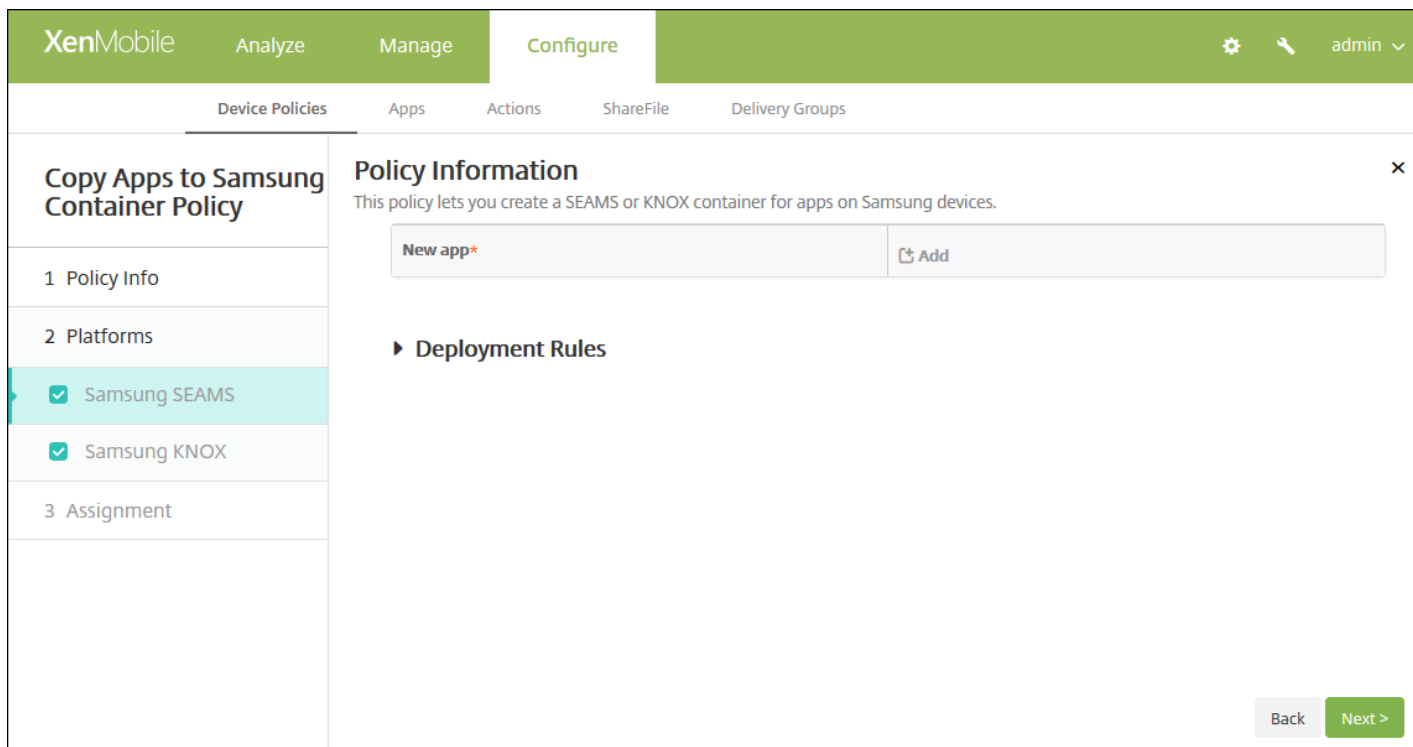 XenMobile Analyze Manage Configure admin
Device Policies Apps Actions ShareFile Delivery Groups
Copy Apps to Samsung
Container Policy
1 Policy Info
2 Platforms
Samsung SEAMS
Samsung KNOX
3 Assignment
Policy Information
This policy lets you create a SEAMS or KNOX container for apps on Samsung devices.
New app* Add
Deployment Rules
Back Next >